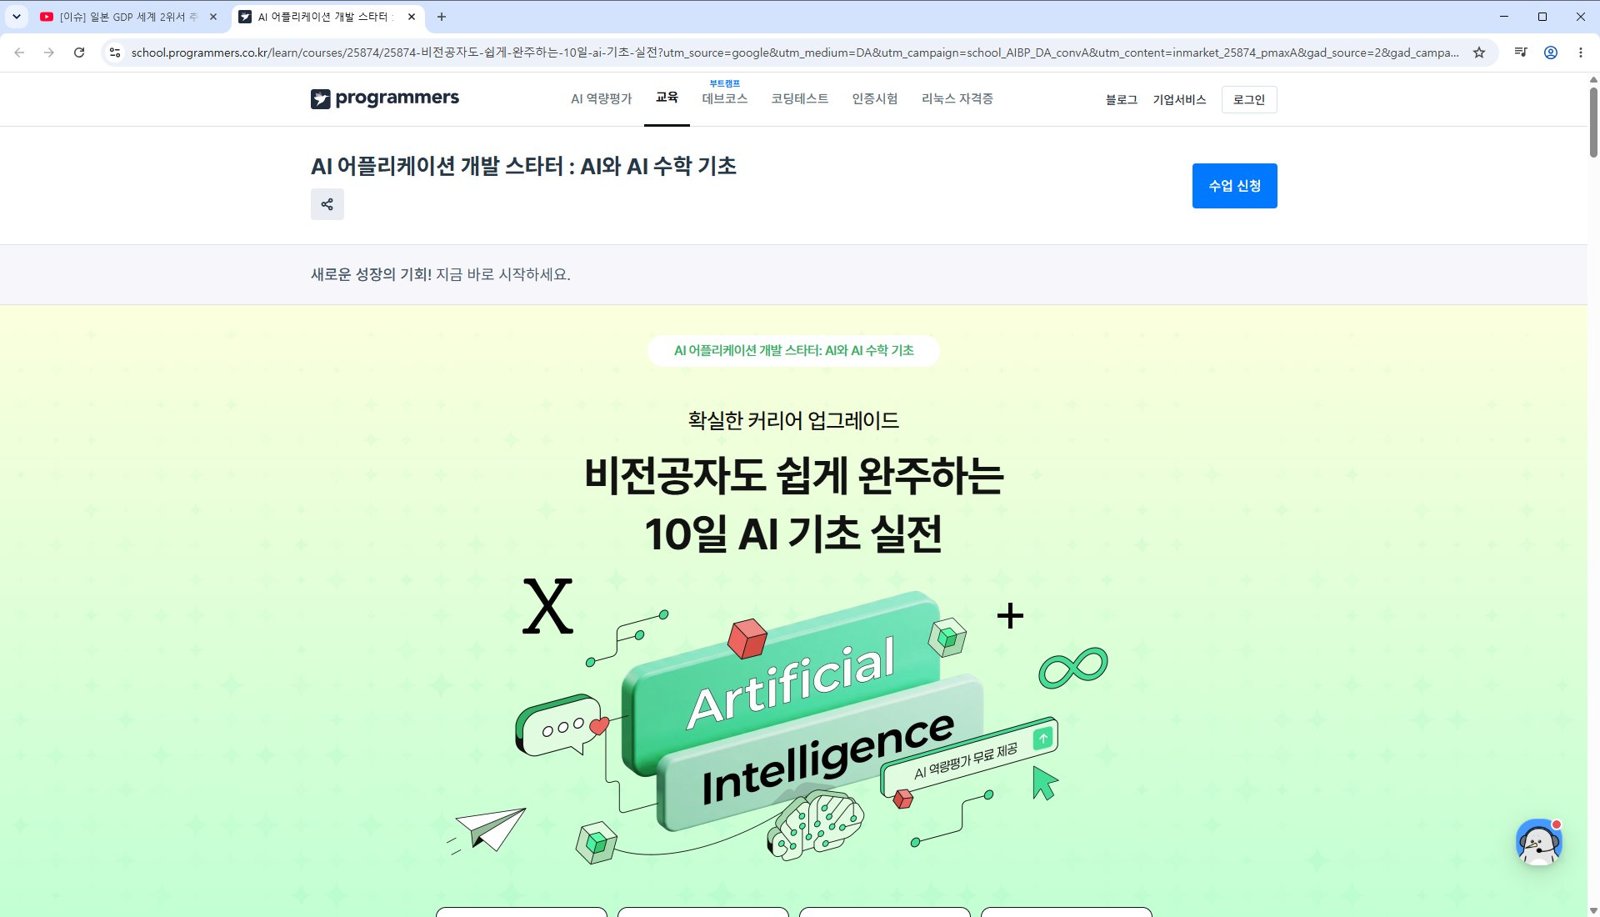 [이슈] 일본 GDP 세계 2위서 추
AI 어플리케이션 개발 스타터 :
school.programmers.co.kr/learn/courses/25874/25874-비전공자도-쉽게-완주하는-10일-ai-기초-실전?utm_source=google&utm_medium=DA&utm_campaign=school_AIBP_DA_convA&utm_content=inmarket_25874_pmaxA&gad_source=2&gad_campa...
programmers
AI 역량평가
교육
부트캠프
데브코스
코딩테스트
인증시험
리눅스 자격증
블로그
기업서비스
로그인
AI 어플리케이션 개발 스타터 : AI와 AI 수학 기초
수업 신청
새로운 성장의 기회! 지금 바로 시작하세요.
AI 어플리케이션 개발 스타터: AI와 AI 수학 기초
확실한 커리어 업그레이드
비전공자도 쉽게 완주하는
10일 AI 기초 실전
X
+
Artificial
Intelligence
AI 역량평가 무료 제공